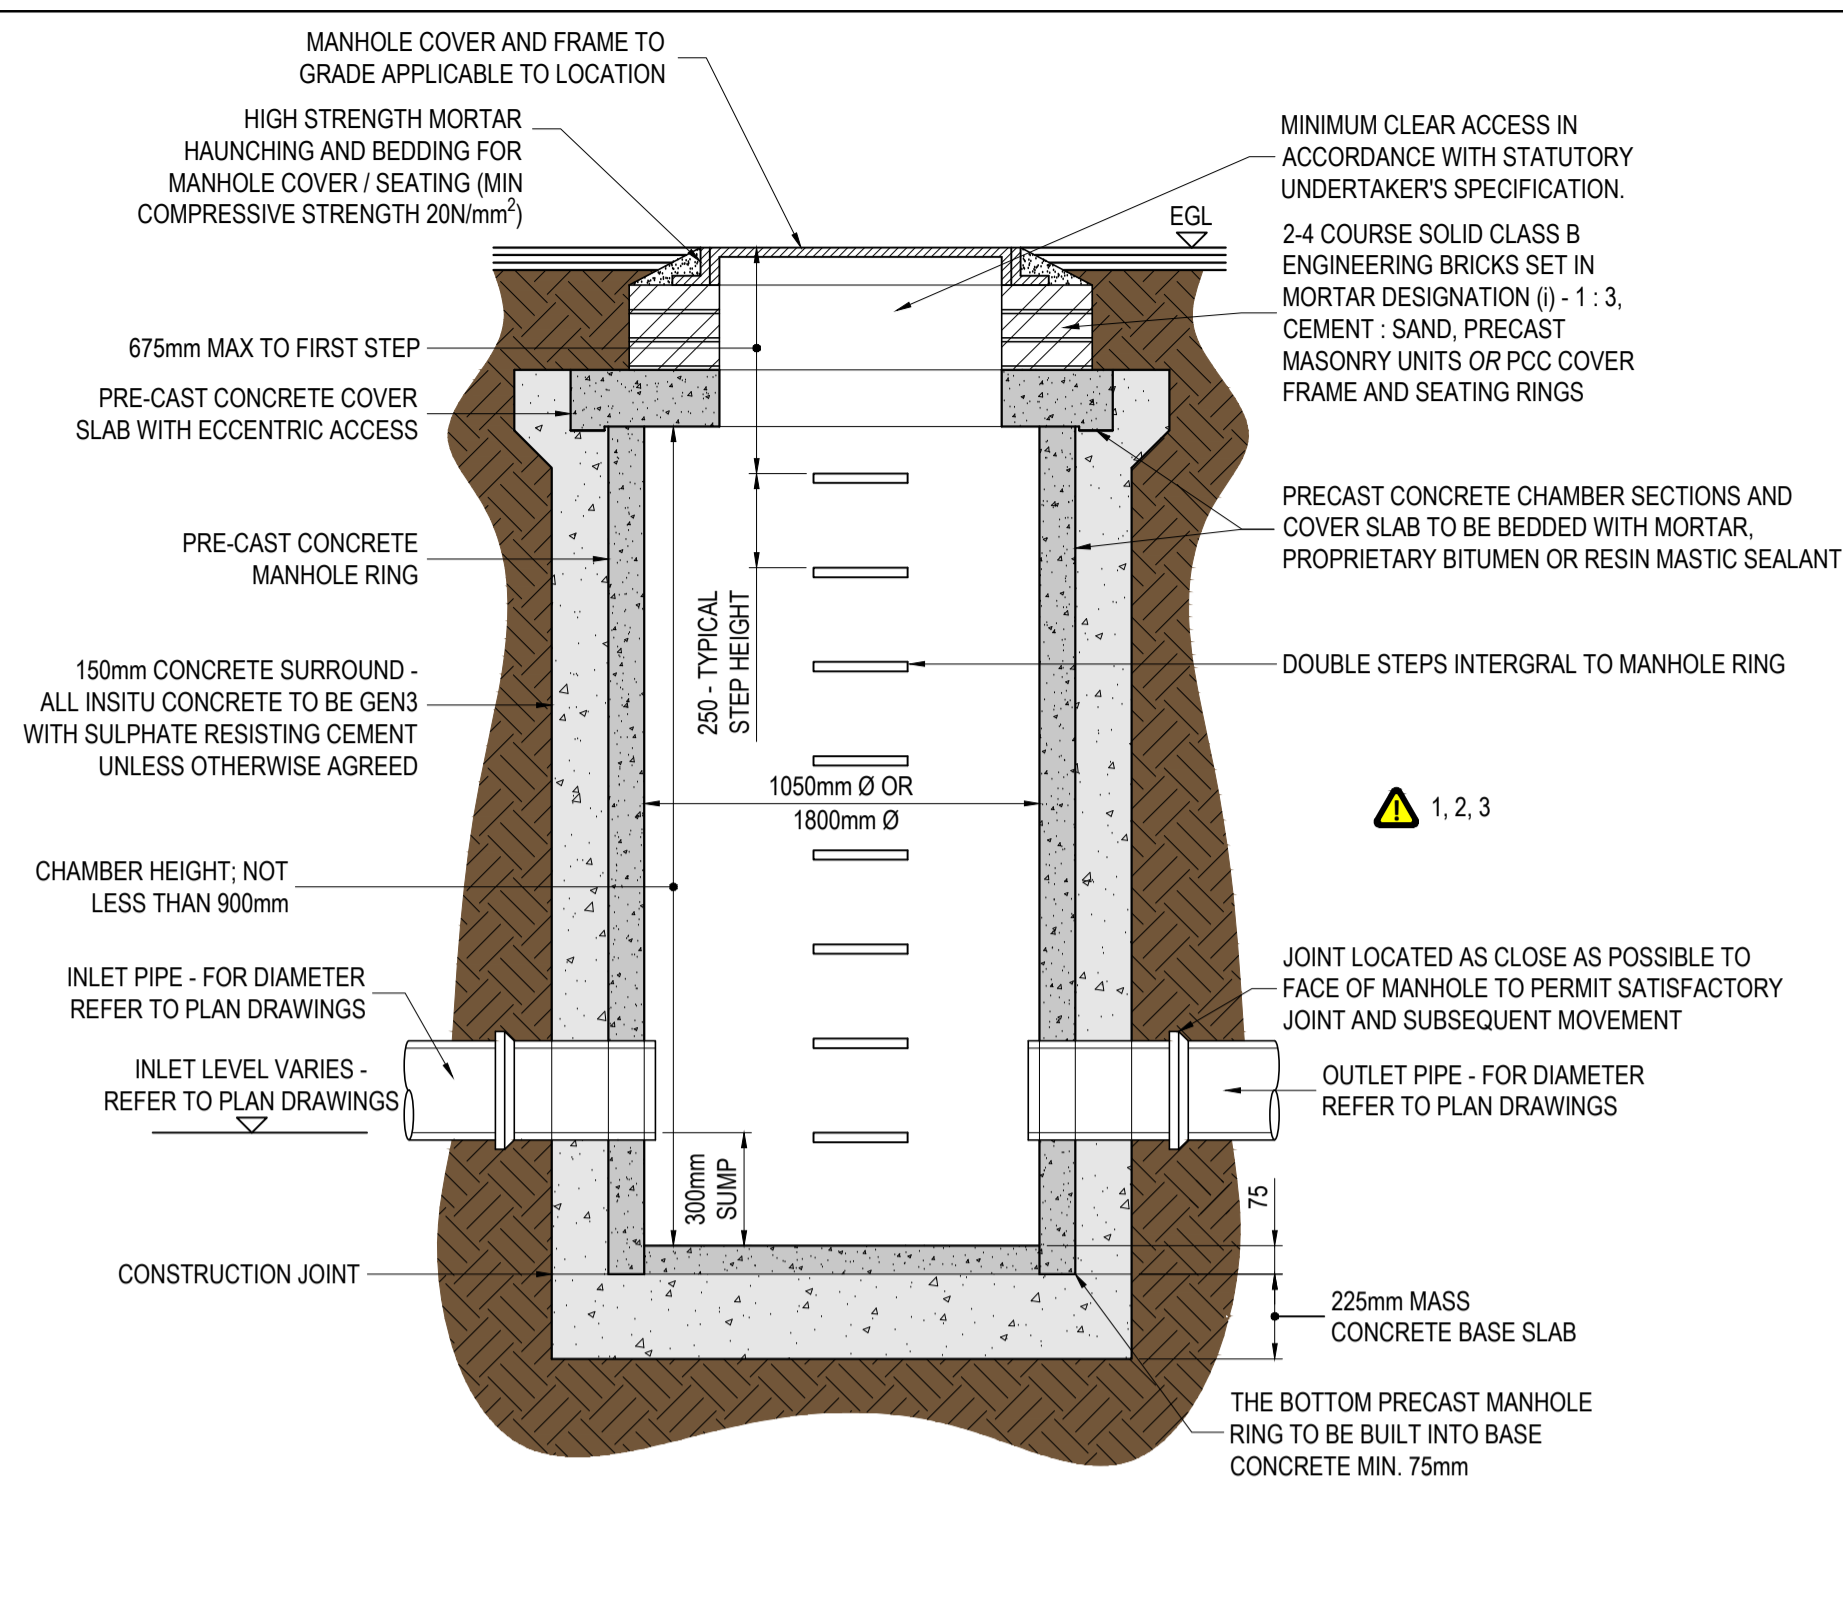 MANHOLE COVER AND FRAME TO
GRADE APPLICABLE TO LOCATION
HIGH STRENGTH MORTAR
HAUNCHING AND BEDDING FOR
MANHOLE COVER / SEATING (MIN
COMPRESSIVE STRENGTH 20N/mm²)
675mm MAX TO FIRST STEP
PRE-CAST CONCRETE COVER
SLAB WITH ECCENTRIC ACCESS
PRE-CAST CONCRETE
MANHOLE RING
150mm CONCRETE SURROUND -
ALL INSITU CONCRETE TO BE GEN3
WITH SULPHATE RESISTING CEMENT
UNLESS OTHERWISE AGREED
CHAMBER HEIGHT; NOT
LESS THAN 900mm
INLET PIPE - FOR DIAMETER
REFER TO PLAN DRAWINGS
INLET LEVEL VARIES -
REFER TO PLAN DRAWINGS
CONSTRUCTION JOINT
250 - TYPICAL
STEP HEIGHT
1050mm Ø OR
1800mm Ø
300mm
SUMP
EGL
MINIMUM CLEAR ACCESS IN
ACCORDANCE WITH STATUTORY
UNDERTAKER'S SPECIFICATION.
2-4 COURSE SOLID CLASS B
ENGINEERING BRICKS SET IN
MORTAR DESIGNATION (i) - 1 : 3,
CEMENT : SAND, PRECAST
MASONRY UNITS OR PCC COVER
FRAME AND SEATING RINGS
PRECAST CONCRETE CHAMBER SECTIONS AND
COVER SLAB TO BE BEDDED WITH MORTAR,
PROPRIETARY BITUMEN OR RESIN MASTIC SEALANT
DOUBLE STEPS INTERGRAL TO MANHOLE RING
! 1, 2, 3
JOINT LOCATED AS CLOSE AS POSSIBLE TO
FACE OF MANHOLE TO PERMIT SATISFACTORY
JOINT AND SUBSEQUENT MOVEMENT
OUTLET PIPE - FOR DIAMETER
REFER TO PLAN DRAWINGS
75
225mm MASS
CONCRETE BASE SLAB
THE BOTTOM PRECAST MANHOLE
RING TO BE BUILT INTO BASE
CONCRETE MIN. 75mm